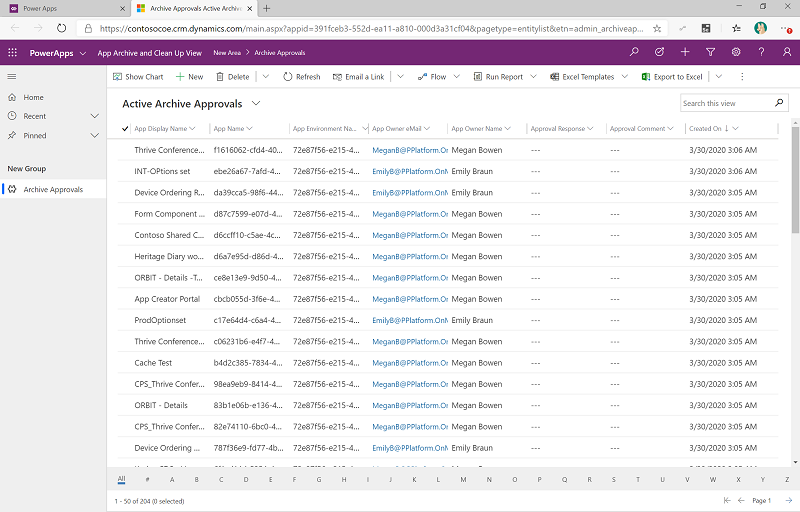 Power Apps
Archive Approvals Active Archiv
https://contosocoe.crm.dynamics.com/main.aspx?appid=391fceb3-552d-ea11-a810-000d3a31cf04&pagetype=entitylist&etn=admin_archiveap...
PowerApps App Archive and Clean Up View New Area > Archive Approvals
Show Chart New Delete Refresh Email a Link Flow Run Report Excel Templates Export to Excel
Home
Recent
Pinned
New Group
Archive Approvals
Active Archive Approvals
Search this view
App Display Name App Name App Environment Na... App Owner eMail App Owner Name Approval Response Approval Comment Created On ↓
Thrive Conference... f1616062-cfd4-40... 72e87f56-e215-4... MeganB@PPlatform.On Megan Bowen --- --- 3/30/2020 3:06 AM
INT-OPtions set ebe26a67-7afd-4... 72e87f56-e215-4... EmilyB@PPlatform.OnM Emily Braun --- --- 3/30/2020 3:06 AM
Device Ordering R... da39cca5-98f6-44... 72e87f56-e215-4... EmilyB@PPlatform.OnM Emily Braun --- --- 3/30/2020 3:05 AM
Form Component ... d87c7599-e07d-4... 72e87f56-e215-4... MeganB@PPlatform.On Megan Bowen --- --- 3/30/2020 3:05 AM
Contoso Shared C... d6ccff10-c5ae-4c... 72e87f56-e215-4... MeganB@PPlatform.On Megan Bowen --- --- 3/30/2020 3:05 AM
Heritage Diary wo... d6a7e95d-d86d-4... 72e87f56-e215-4... MeganB@PPlatform.On Megan Bowen --- --- 3/30/2020 3:05 AM
ORBIT - Details -T... ce8e13e9-9d50-4... 72e87f56-e215-4... MeganB@PPlatform.On Megan Bowen --- --- 3/30/2020 3:05 AM
App Creator Portal cbcb055d-3f6e-4... 72e87f56-e215-4... MeganB@PPlatform.On Megan Bowen --- --- 3/30/2020 3:05 AM
ProdOptionset c17e64d4-c6a4-4... 72e87f56-e215-4... EmilyB@PPlatform.OnM Emily Braun --- --- 3/30/2020 3:05 AM
Thrive Conference... c06231b6-e4f7-4... 72e87f56-e215-4... MeganB@PPlatform.On Megan Bowen --- --- 3/30/2020 3:05 AM
Cache Test b4d2c385-7834-4... 72e87f56-e215-4... MeganB@PPlatform.On Megan Bowen --- --- 3/30/2020 3:05 AM
CPS_Thrive Confer... 98ea9eb9-8414-4... 72e87f56-e215-4... MeganB@PPlatform.On Megan Bowen --- --- 3/30/2020 3:05 AM
ORBIT - Details 83b1e06b-e136-4... 72e87f56-e215-4... MeganB@PPlatform.On Megan Bowen --- --- 3/30/2020 3:05 AM
CPS_Thrive Confer... 82e74110-6bc0-4... 72e87f56-e215-4... MeganB@PPlatform.On Megan Bowen --- --- 3/30/2020 3:05 AM
Device Ordering ... 787f36e9-fd77-4b... 72e87f56-e215-4... EmilyB@PPlatform.OnM Emily Braun --- --- 3/30/2020 3:05 AM
All # A B C D E F G H I J K L M N O P Q R S T U V W X Y Z
1 - 50 of 204 (0 selected) Page 1